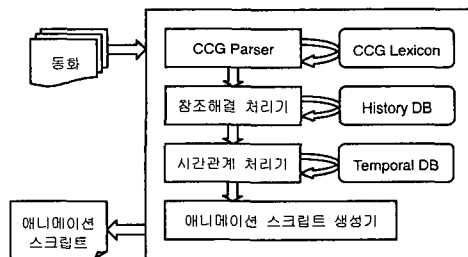 동화
CCG Parser
CCG Lexicon
참조해결 처리기
History DB
시간관계 처리기
Temporal DB
애니메이션 스크립트 생성기
애니메이션
스크립트